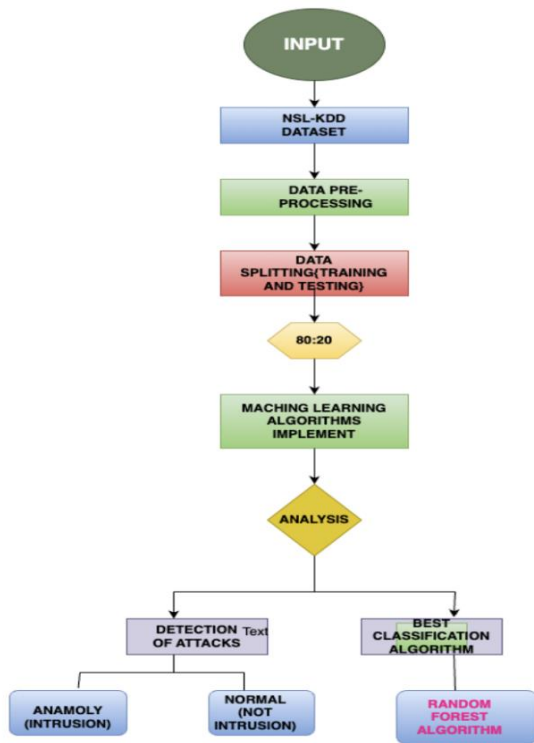 INPUT
NSL-KDD
DATASET
DATA PRE-
PROCESSING
DATA
SPLITTING{TRAINING
AND TESTING}
80:20
MACHING LEARNING
ALGORITHMS
IMPLEMENT
ANALYSIS
DETECTION
OF ATTACKS
Text
BEST
CLASSIFICATION
ALGORITHM
ANAMOLY
(INTRUSION)
NORMAL
(NOT
INTRUSION)
RANDOM
FOREST
ALGORITHM